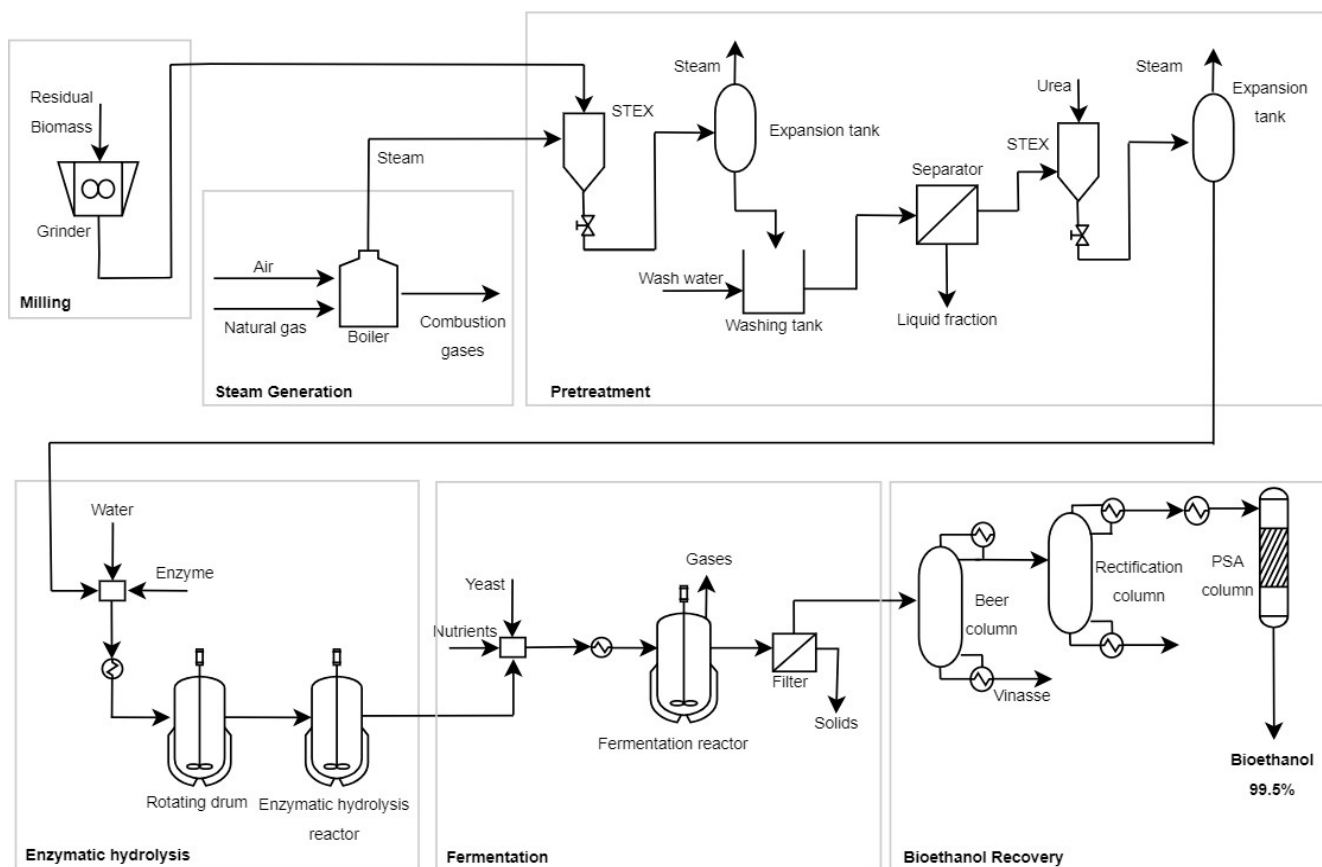 Residual
Biomass
Grinder
Milling
Steam
Air
Natural gas
Boiler
Combustion
gases
Steam Generation
STEX
Steam
Expansion tank
Wash water
Washing tank
Separator
Liquid fraction
Urea
STEX
Steam
Expansion
tank
Pretreatment
Water
Enzyme
Rotating drum
Enzymatic hydrolysis
reactor
Enzymatic hydrolysis
Yeast
Nutrients
Gases
Fermentation reactor
Filter
Solids
Fermentation
Beer
column
Vinasse
Rectification
column
PSA
column
Bioethanol
99.5%
Bioethanol Recovery